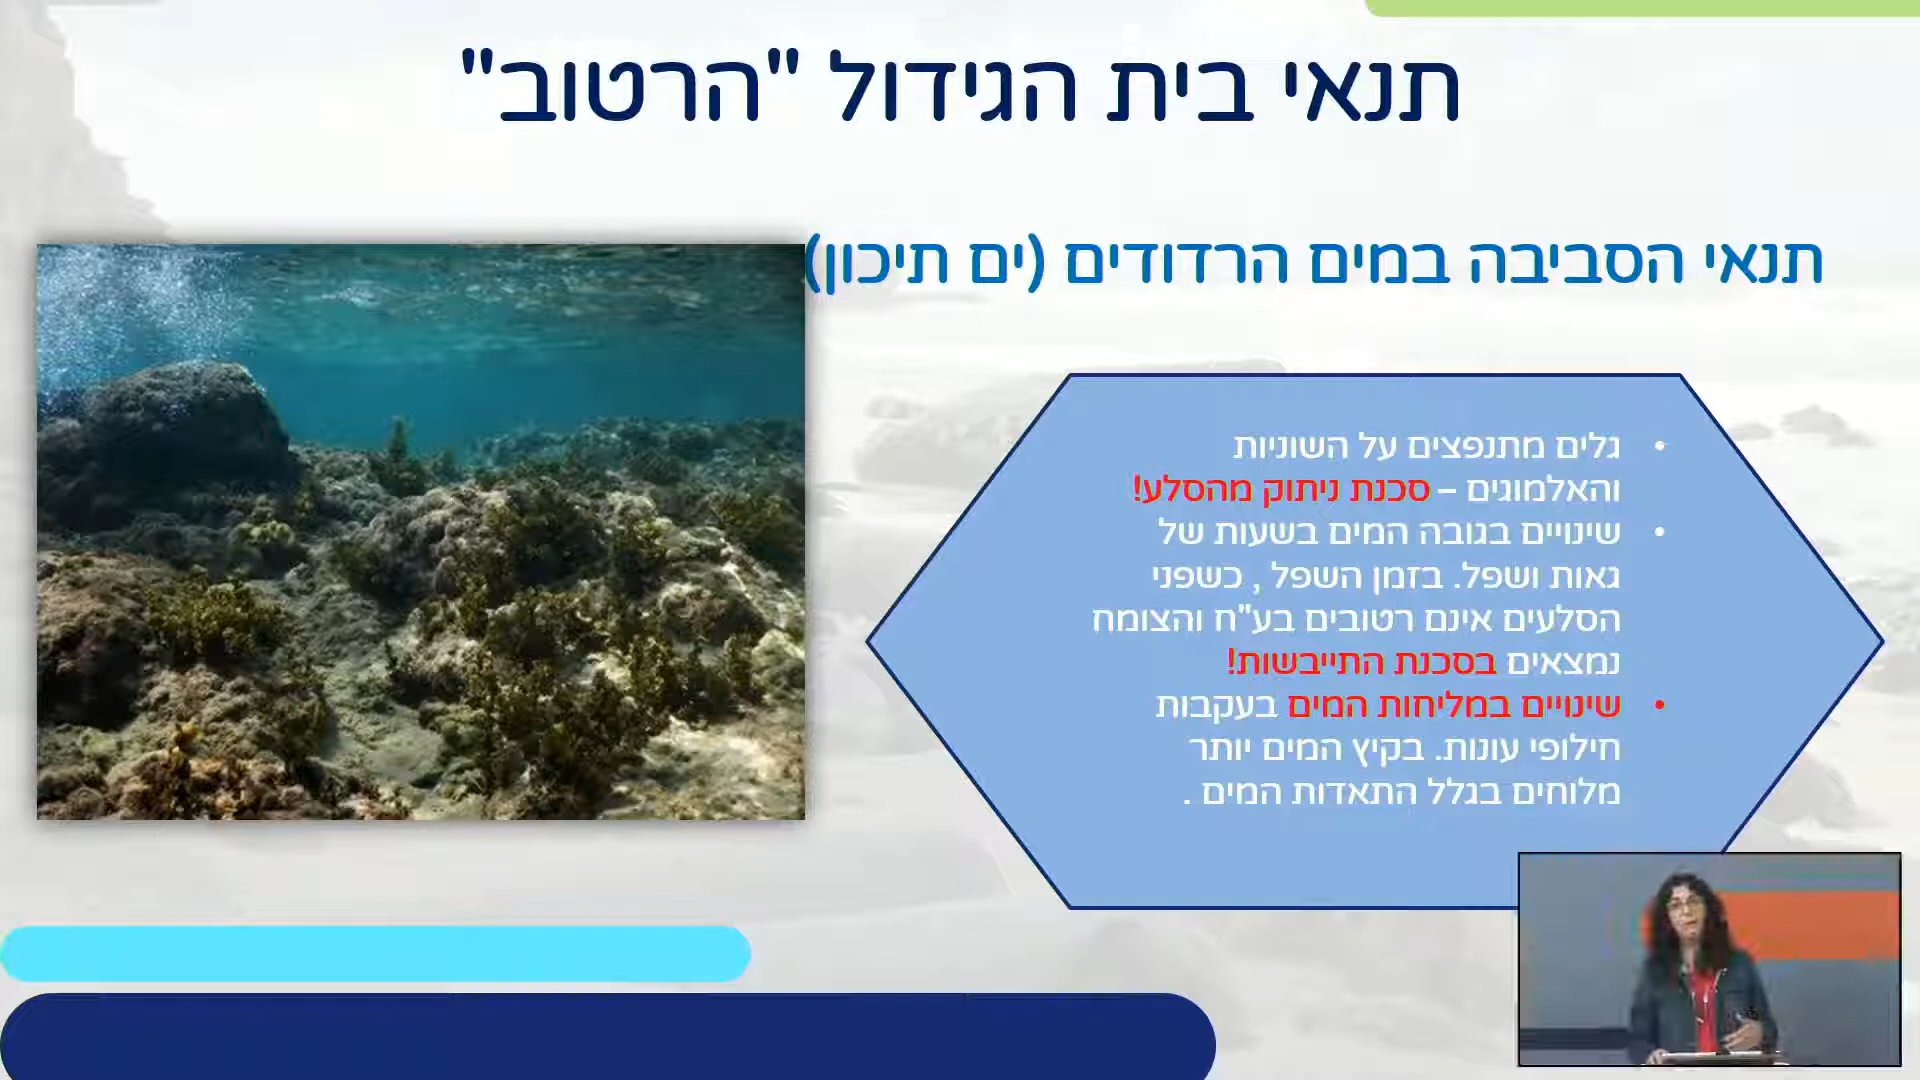 תנאי בית הגידול "הרטוב"
תנאי הסביבה במים הרדודים (ים תיכון)
• גלים מתנפצים על השוניות
והאלמוגים – סכנת ניתוק מהסלע!
• שינויים בגובה המים בשעות של
גאות ושפל. בזמן השפל , כשפני
הסלעים אינם רטובים בע"ח והצומח
נמצאים בסכנת התייבשות!
• שינויים במליחות המים בעקבות
חילופי עונות. בקיץ המים יותר
מלוחים בגלל התאדות המים .